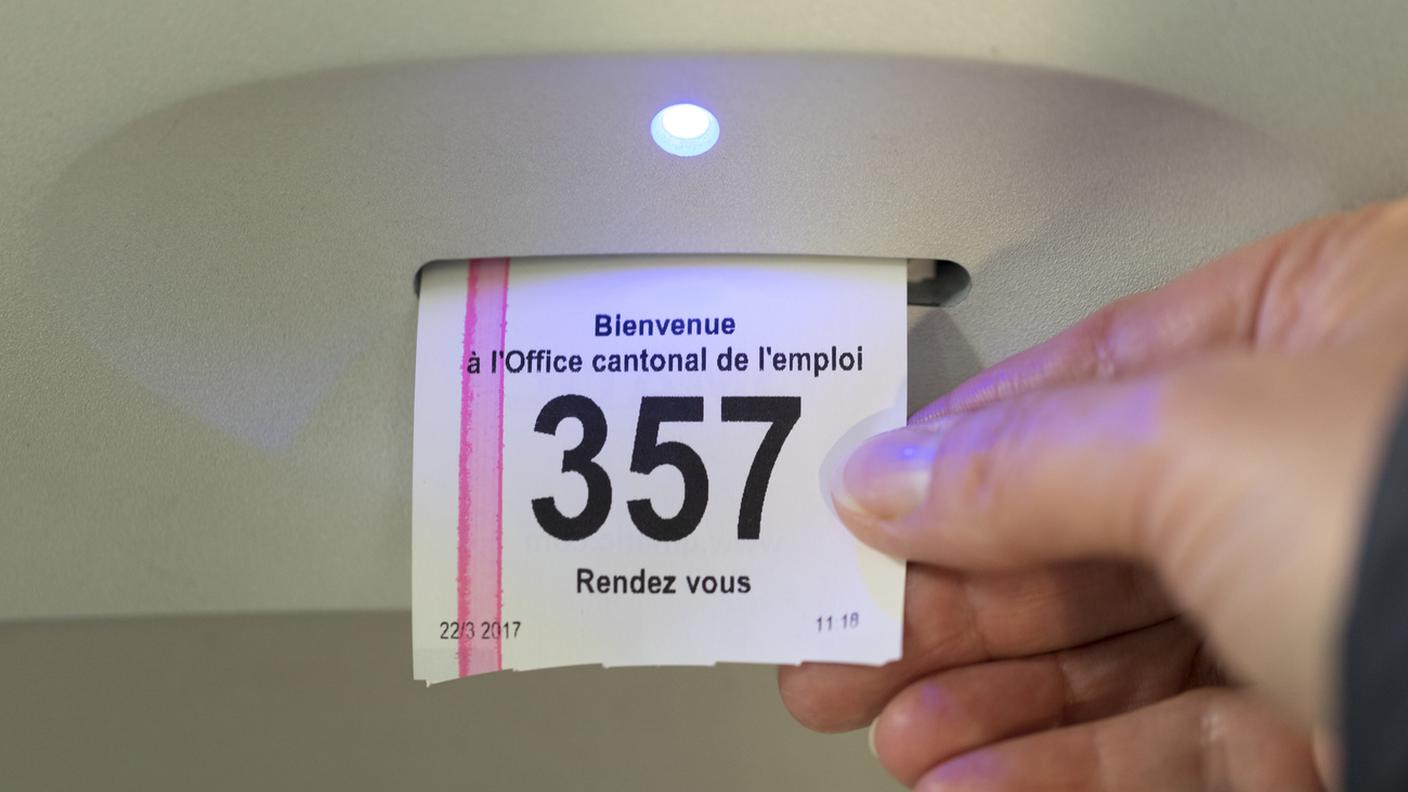 Bienvenue
à l'Office cantonal de l'emploi
357
Rendez vous
22/3 2017 11:18